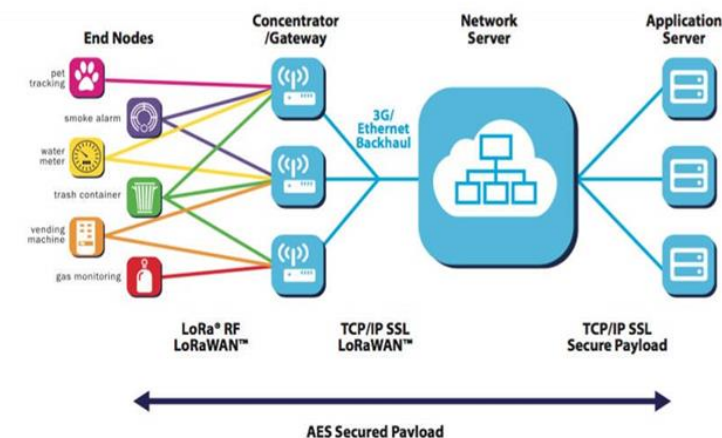 End Nodes
Concentrator
/Gateway
Network
Server
Application
Server
pet
tracking
smoke alarm
water
meter
trash container
vending
machine
gas monitoring
3G/
Ethernet
Backhaul
LoRa® RF
LoRaWAN™
TCP/IP SSL
LoRaWAN™
TCP/IP SSL
Secure Payload
AES Secured Payload